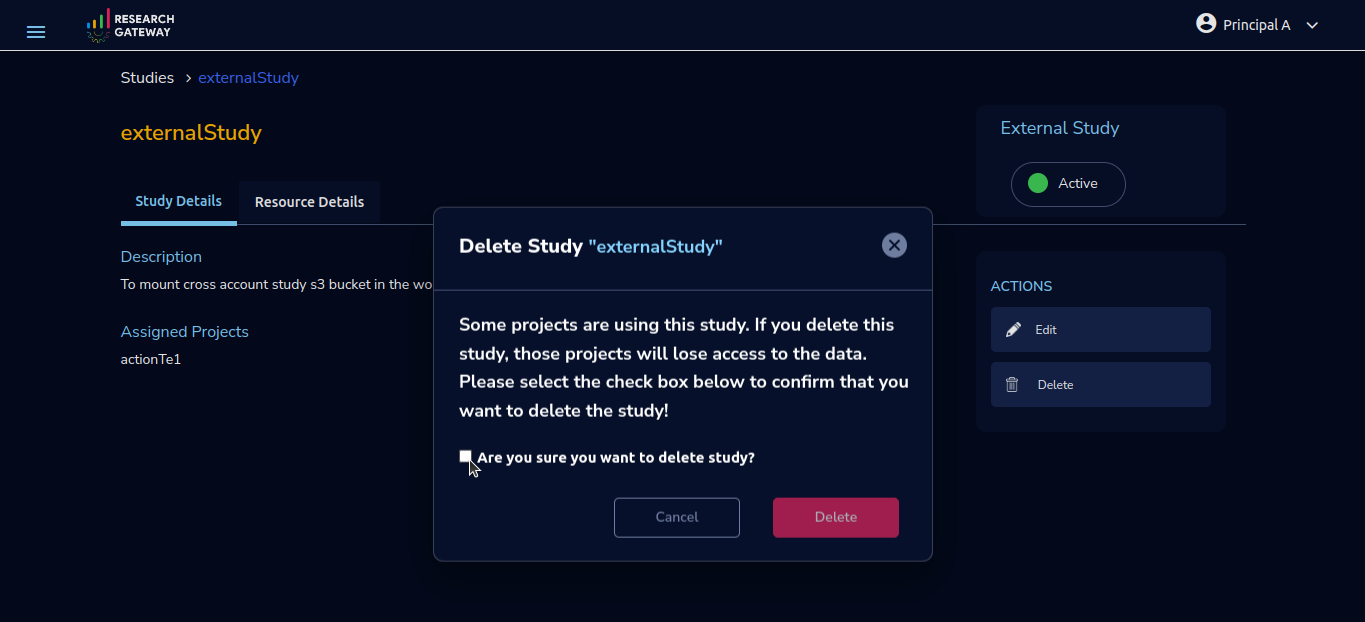 RESEARCH
GATEWAY
Principal A
Studies > externalStudy
externalStudy
External Study
Active
Study Details
Resource Details
Description
To mount cross account study s3 bucket in the wo
Assigned Projects
actionTe1
ACTIONS
Edit
Delete
Delete Study "externalStudy"
Some projects are using this study. If you delete this
study, those projects will lose access to the data.
Please select the check box below to confirm that you
want to delete the study!
Are you sure you want to delete study?
Cancel
Delete